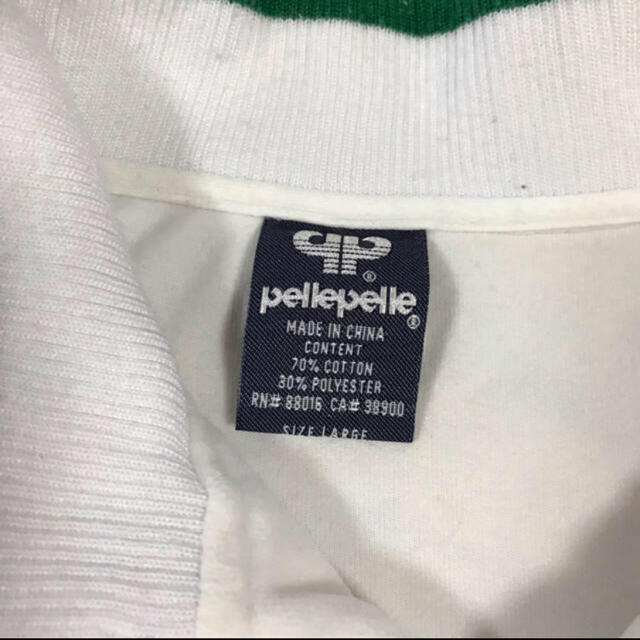 pellepelle
MADE IN CHINA
CONTENT
70% COTTON
30% POLYESTER
RN# 88016 CA# 38900
SIZE LARGE